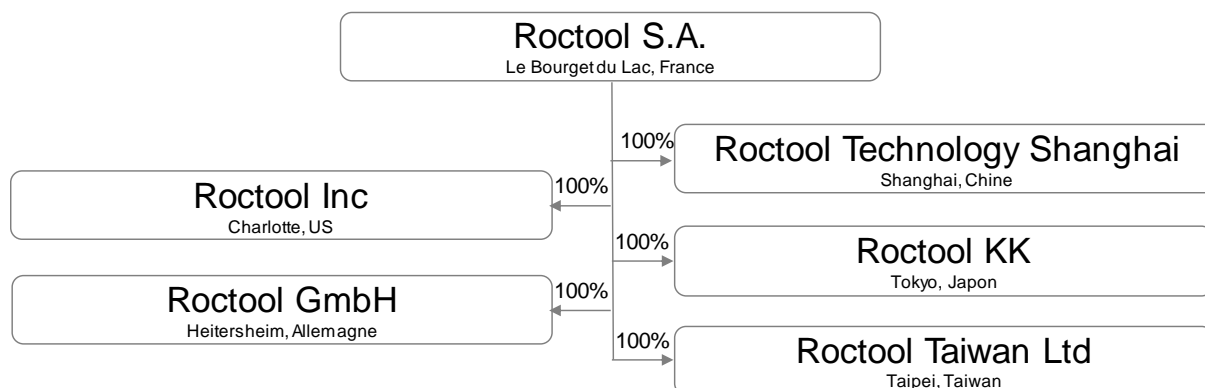 Roctool S.A.
Le Bourget du Lac, France
100%
Roctool Technology Shanghai
Shanghai, Chine
100%
Roctool Inc
Charlotte, US
100%
Roctool KK
Tokyo, Japon
100%
Roctool GmbH
Heitersheim, Allemagne
100%
Roctool Taiwan Ltd
Taipei, Taiwan